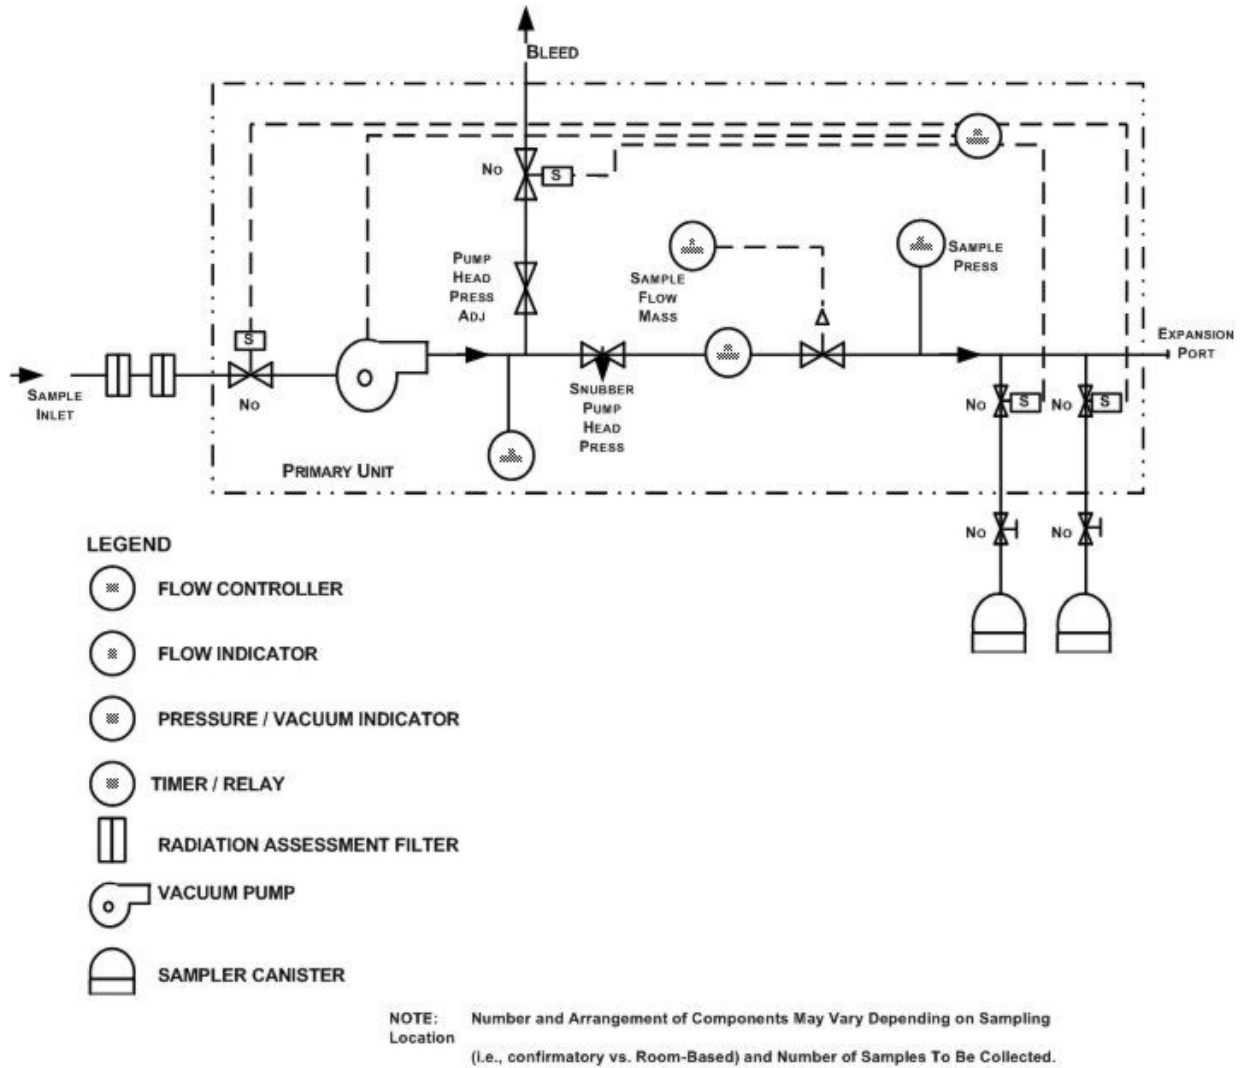 BLEED
NO
S
PUMP
HEAD
PRESS
ADJ
SAMPLE
FLOW
MASS
SAMPLE
PRESS
EXPANSION
PORT
S
SAMPLE
INLET
NO
SNUBBER
PUMP
HEAD
PRESS
NO
S
NO
S
PRIMARY UNIT
NO
NO
LEGEND
FLOW CONTROLLER
FLOW INDICATOR
PRESSURE / VACUUM INDICATOR
TIMER / RELAY
RADIATION ASSESSMENT FILTER
VACUUM PUMP
SAMPLER CANISTER
NOTE: Number and Arrangement of Components May Vary Depending on Sampling
Location
(i.e., confirmatory vs. Room-Based) and Number of Samples To Be Collected.